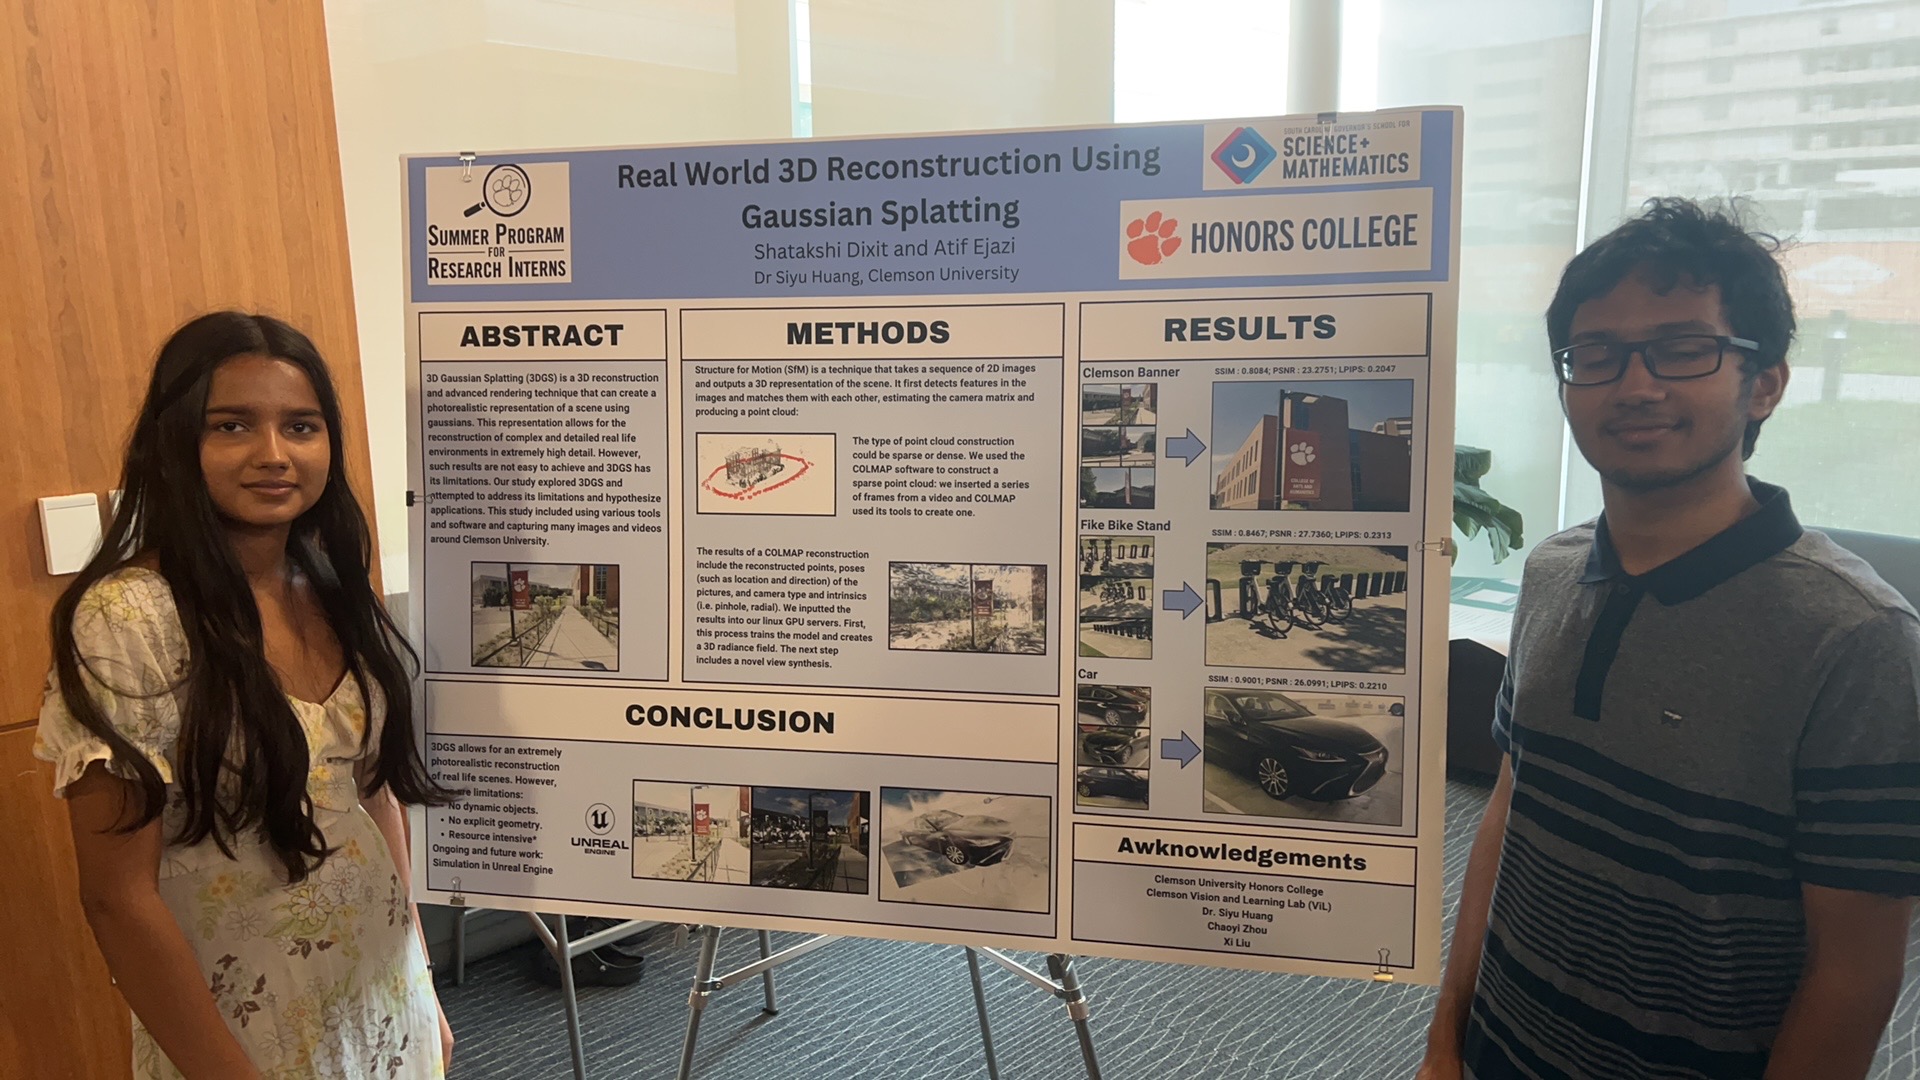 SUMMER PROGRAM
FOR
RESEARCH INTERNS
Real World 3D Reconstruction Using
Gaussian Splatting
Shatakshi Dixit and Atif Ejazi
Dr Siyu Huang, Clemson University
SOUTH CAROLINA GOVERNOR'S SCHOOL FOR
SCIENCE+
MATHEMATICS
HONORS COLLEGE
ABSTRACT
3D Gaussian Splatting (3DGS) is a 3D reconstruction
and advanced rendering technique that can create a
photorealistic representation of a scene using
gaussians. This representation allows for the
reconstruction of complex and detailed real life
environments in extremely high detail. However,
such results are not easy to achieve and 3DGS has
its limitations. Our study explored 3DGS and
attempted to address its limitations and hypothesize
applications. This study included using various tools
and software and capturing many images and videos
around Clemson University.
METHODS
Structure for Motion (SfM) is a technique that takes a sequence of 2D images
and outputs a 3D representation of the scene. It first detects features in the
images and matches them with each other, estimating the camera matrix and
producing a point cloud:
The type of point cloud construction
could be sparse or dense. We used the
COLMAP software to construct a
sparse point cloud: we inserted a series
of frames from a video and COLMAP
used its tools to create one.
The results of a COLMAP reconstruction
include the reconstructed points, poses
(such as location and direction) of the
pictures, and camera type and intrinsics
(i.e. pinhole, radial). We inputted the
results into our linux GPU servers. First,
this process trains the model and creates
a 3D radiance field. The next step
includes a novel view synthesis.
CONCLUSION
3DGS allows for an extremely
photorealistic reconstruction
of real life scenes. However,
are limitations:
• No dynamic objects.
• No explicit geometry.
• Resource intensive*
Ongoing and future work:
Simulation in Unreal Engine
UNREAL
ENGINE
RESULTS
Clemson Banner
SSIM : 0.8084; PSNR : 23.2751; LPIPS: 0.2047
COLLEGE OF
ARTS AND
HUMANITIES
Fike Bike Stand
SSIM : 0.8467; PSNR : 27.7360; LPIPS: 0.2313
Car
SSIM : 0.9001; PSNR : 26.0991; LPIPS: 0.2210
Awknowledgements
Clemson University Honors College
Clemson Vision and Learning Lab (ViL)
Dr. Siyu Huang
Chaoyi Zhou
Xi Liu